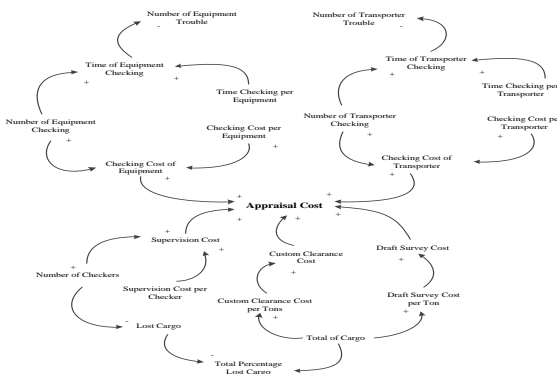 Number of Equipment
Trouble
-
Number of Transporter
Trouble
-
Time of Equipment
Checking
+
+
Time of Transporter
Checking
+
+
Time Checking per
Equipment
Time Checking per
Transporter
Number of Equipment
Checking
+
Checking Cost per
Equipment
+
Number of Transporter
Checking
+
Checking Cost per
Transporter
+
Checking Cost of
Equipment
+
+
Checking Cost of
Transporter
+
+
+
+
Appraisal Cost
+
+
+
+
Supervision Cost
+
+
Custom Clearance
Cost
+
Draft Survey Cost
+
+
Number of Checkers
+
Supervision Cost per
Checker
Custom Clearance Cost
per Tons
+
Draft Survey Cost
per Ton
+
-
Lost Cargo
Total of Cargo
-
Total Percentage
Lost Cargo